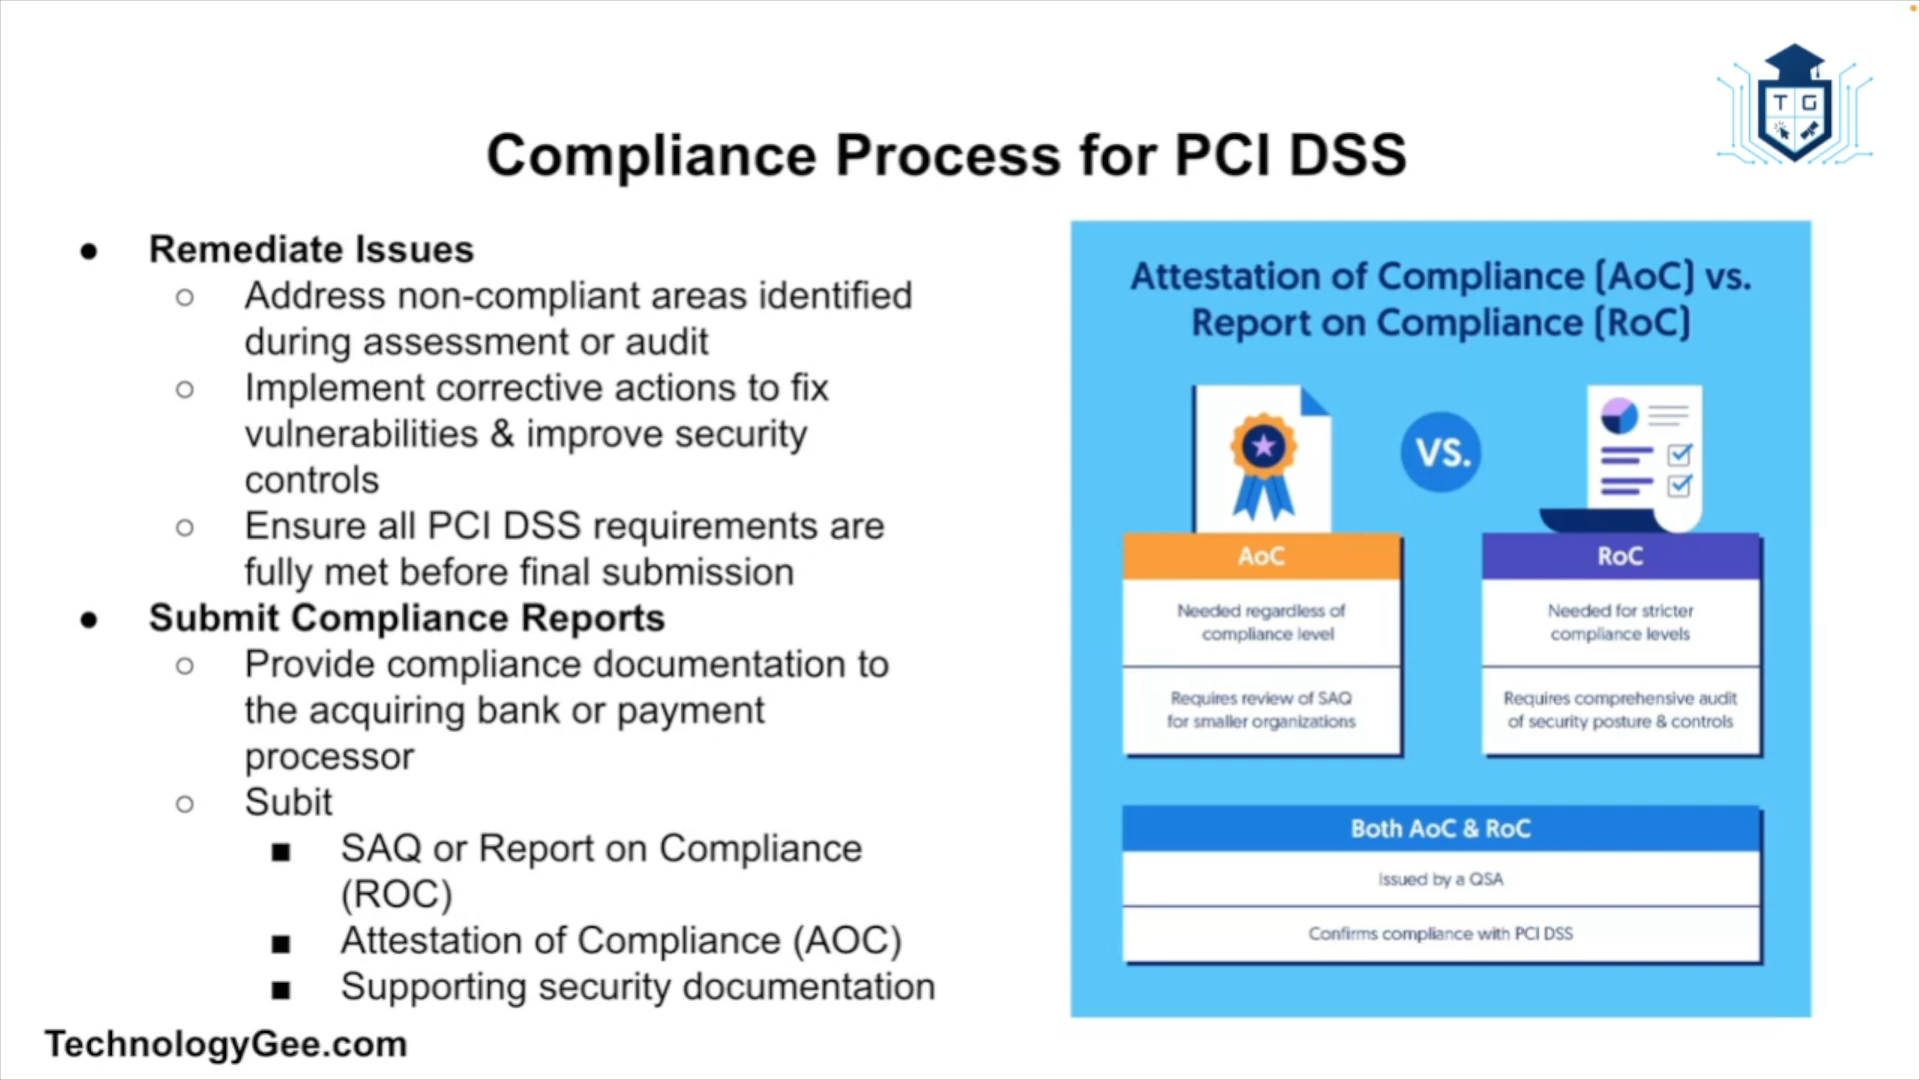 T G
Compliance Process for PCI DSS
● Remediate Issues
○ Address non-compliant areas identified
during assessment or audit
○ Implement corrective actions to fix
vulnerabilities & improve security
controls
○ Ensure all PCI DSS requirements are
fully met before final submission
● Submit Compliance Reports
○ Provide compliance documentation to
the acquiring bank or payment
processor
○ Subit
■ SAQ or Report on Compliance
(ROC)
■ Attestation of Compliance (AOC)
■ Supporting security documentation
TechnologyGee.com
Attestation of Compliance (AoC) vs.
Report on Compliance (RoC)
VS.
AoC
Needed regardless of
compliance level
Requires review of SAQ
for smaller organizations
RoC
Needed for stricter
compliance levels
Requires comprehensive audit
of security posture & controls
Both AoC & RoC
Issued by a QSA
Confirms compliance with PCI DSS